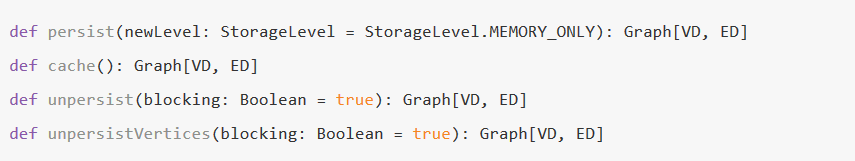 def persist(newLevel: StorageLevel = StorageLevel.MEMORY_ONLY): Graph[VD, ED]
def cache(): Graph[VD, ED]
def unpersist(blocking: Boolean = true): Graph[VD, ED]
def unpersistVertices(blocking: Boolean = true): Graph[VD, ED]